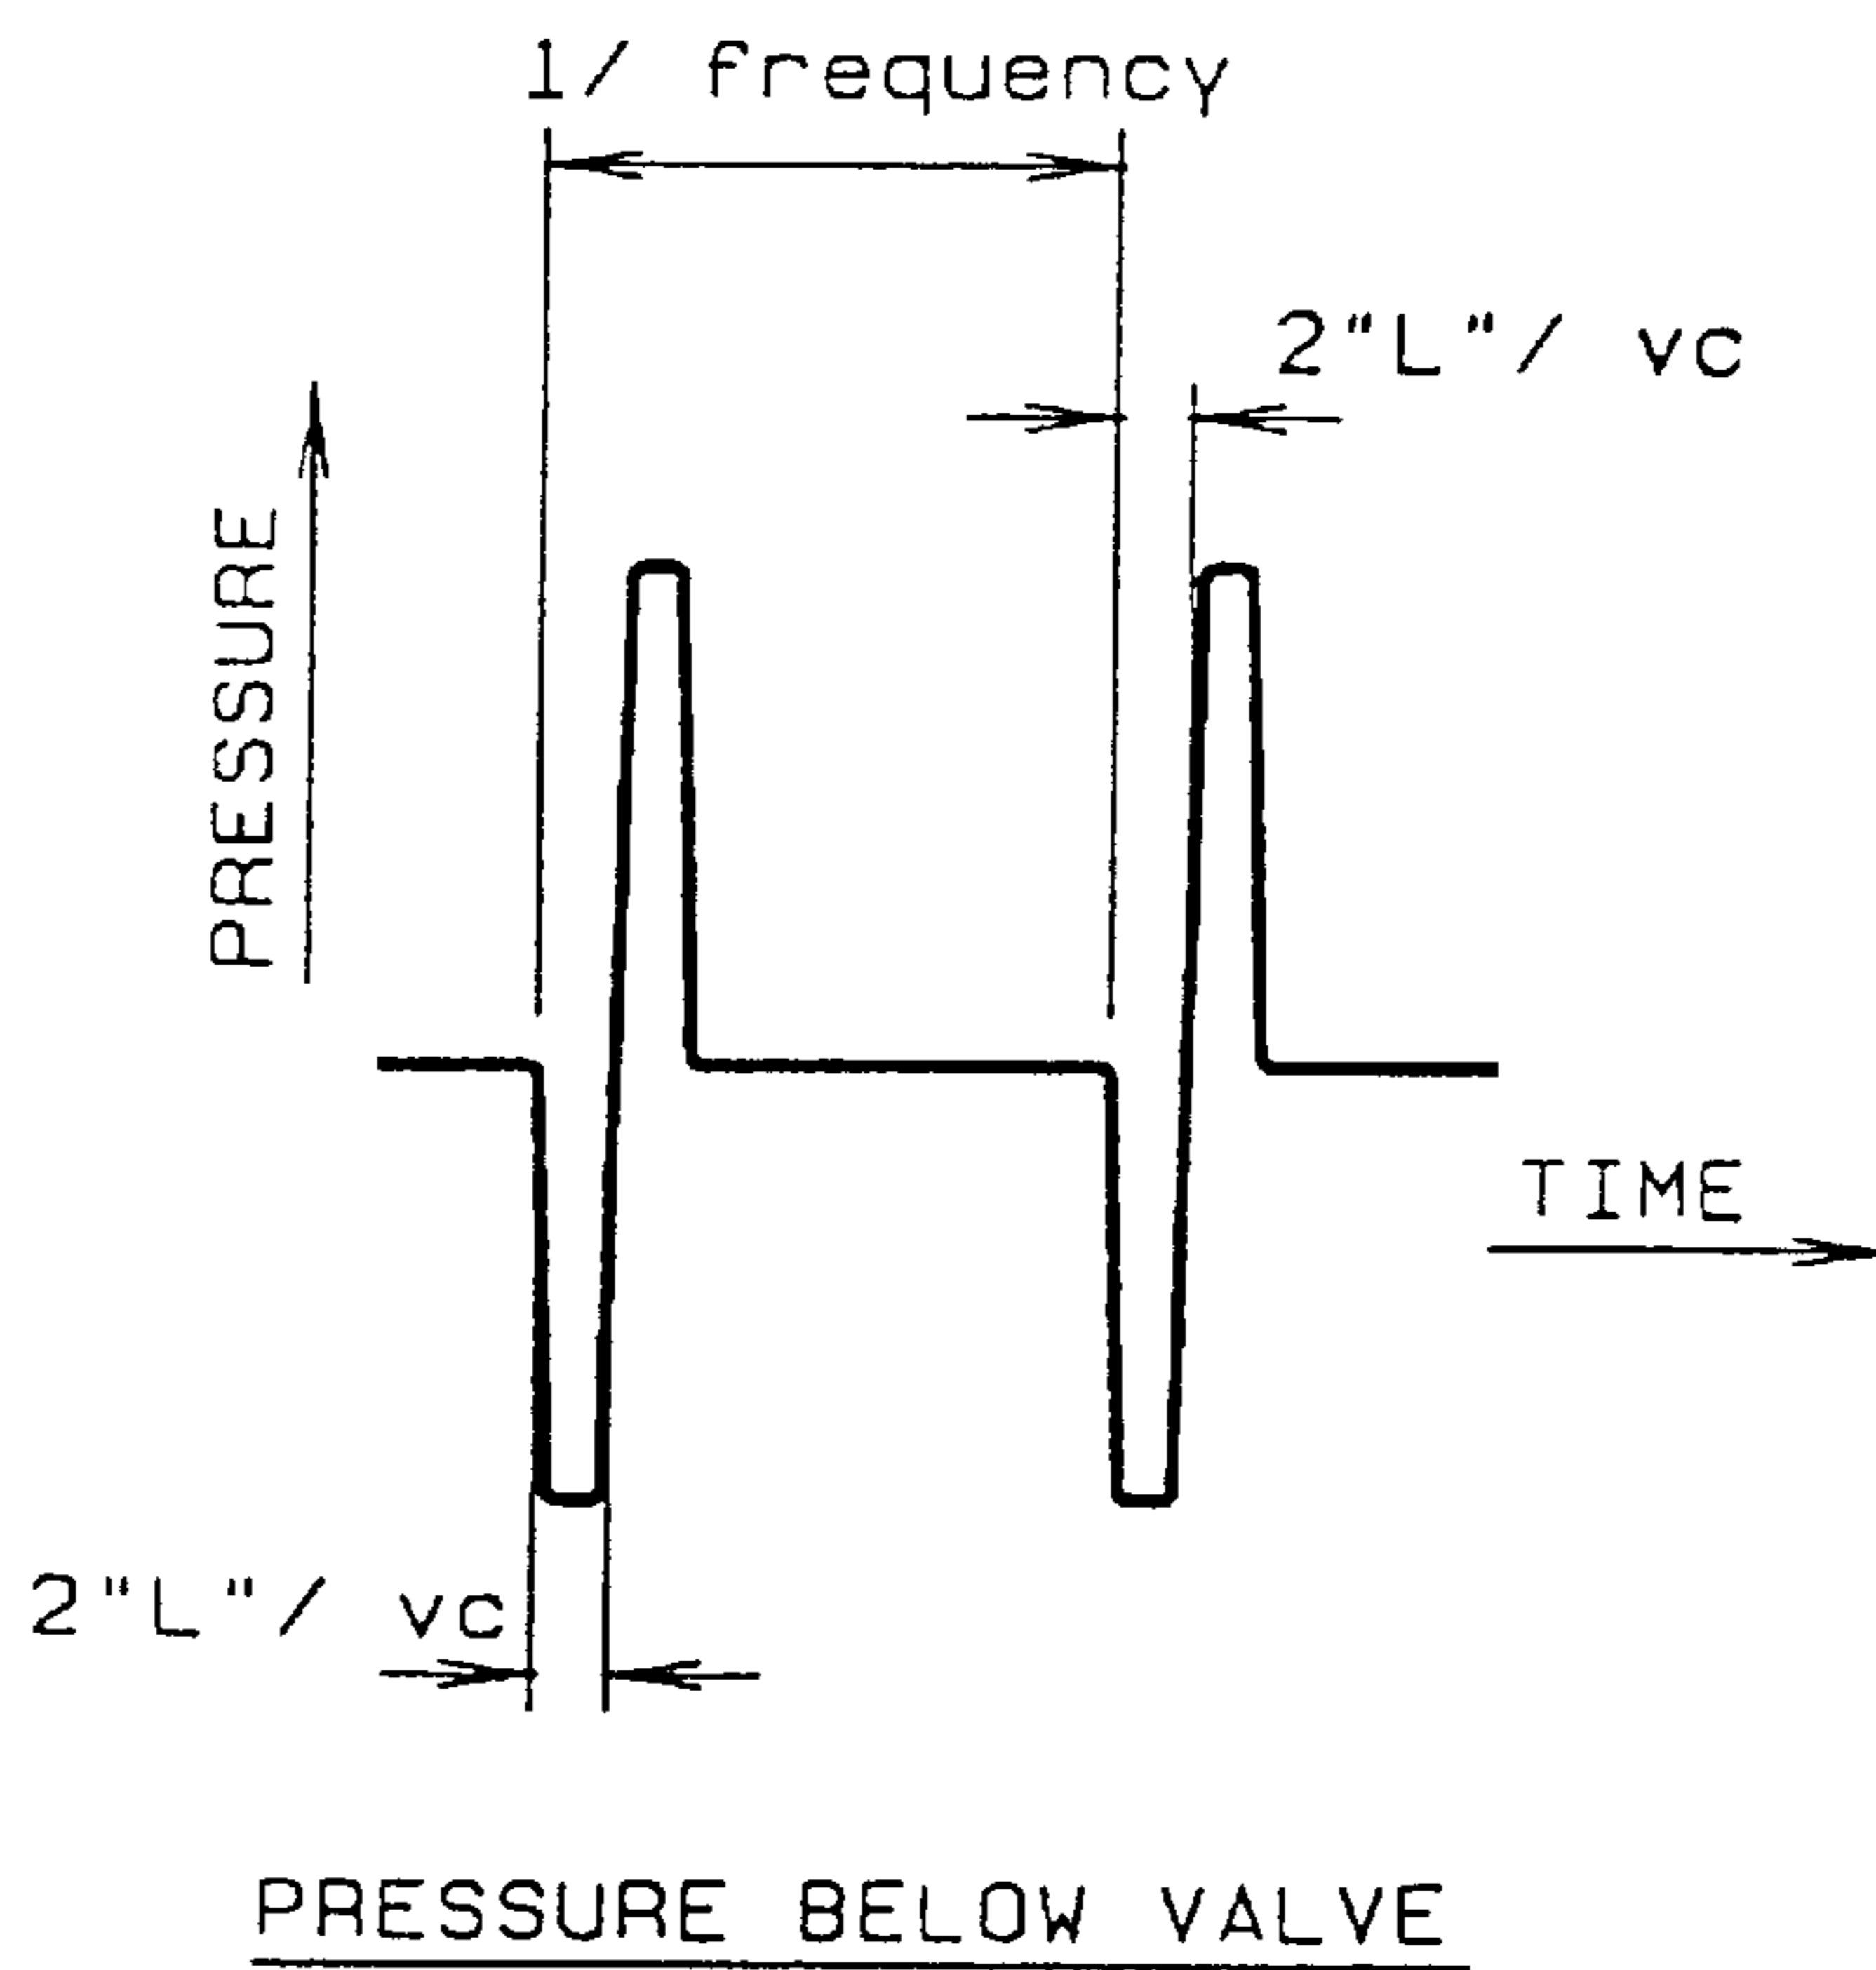 1/ frequency
2"L"/ vc
PRESSURE
TIME
2"L"/ vc
PRESSURE BELOW VALVE